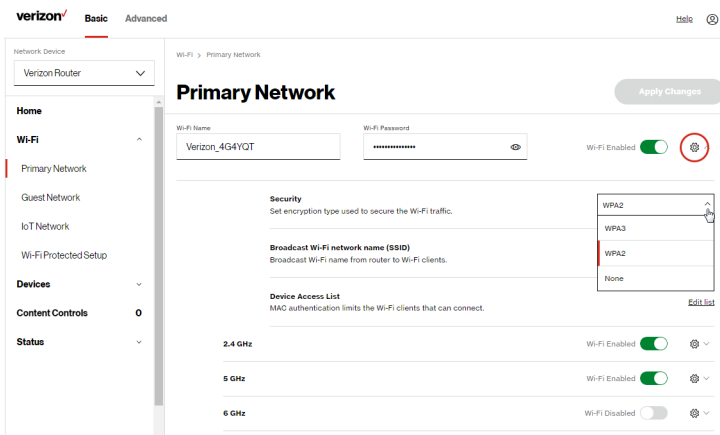 verizon
Basic
Advanced
Help
Network Device
Verizon Router
Home
Wi-Fi
Primary Network
Guest Network
IoT Network
Wi-Fi Protected Setup
Devices
Content Controls 0
Status
Wi-Fi > Primary Network
Primary Network
Apply Changes
Wi-Fi Name
Verizon_4G4YQT
Wi-Fi Password
•••••••••••••••
Wi-Fi Enabled
Security
Set encryption type used to secure the Wi-Fi traffic.
WPA2
WPA3
WPA2
None
Broadcast Wi-Fi network name (SSID)
Broadcast Wi-Fi name from router to Wi-Fi clients.
Device Access List
MAC authentication limits the Wi-Fi clients that can connect.
Edit list
2.4 GHz
Wi-Fi Enabled
5 GHz
Wi-Fi Enabled
6 GHz
Wi-Fi Disabled